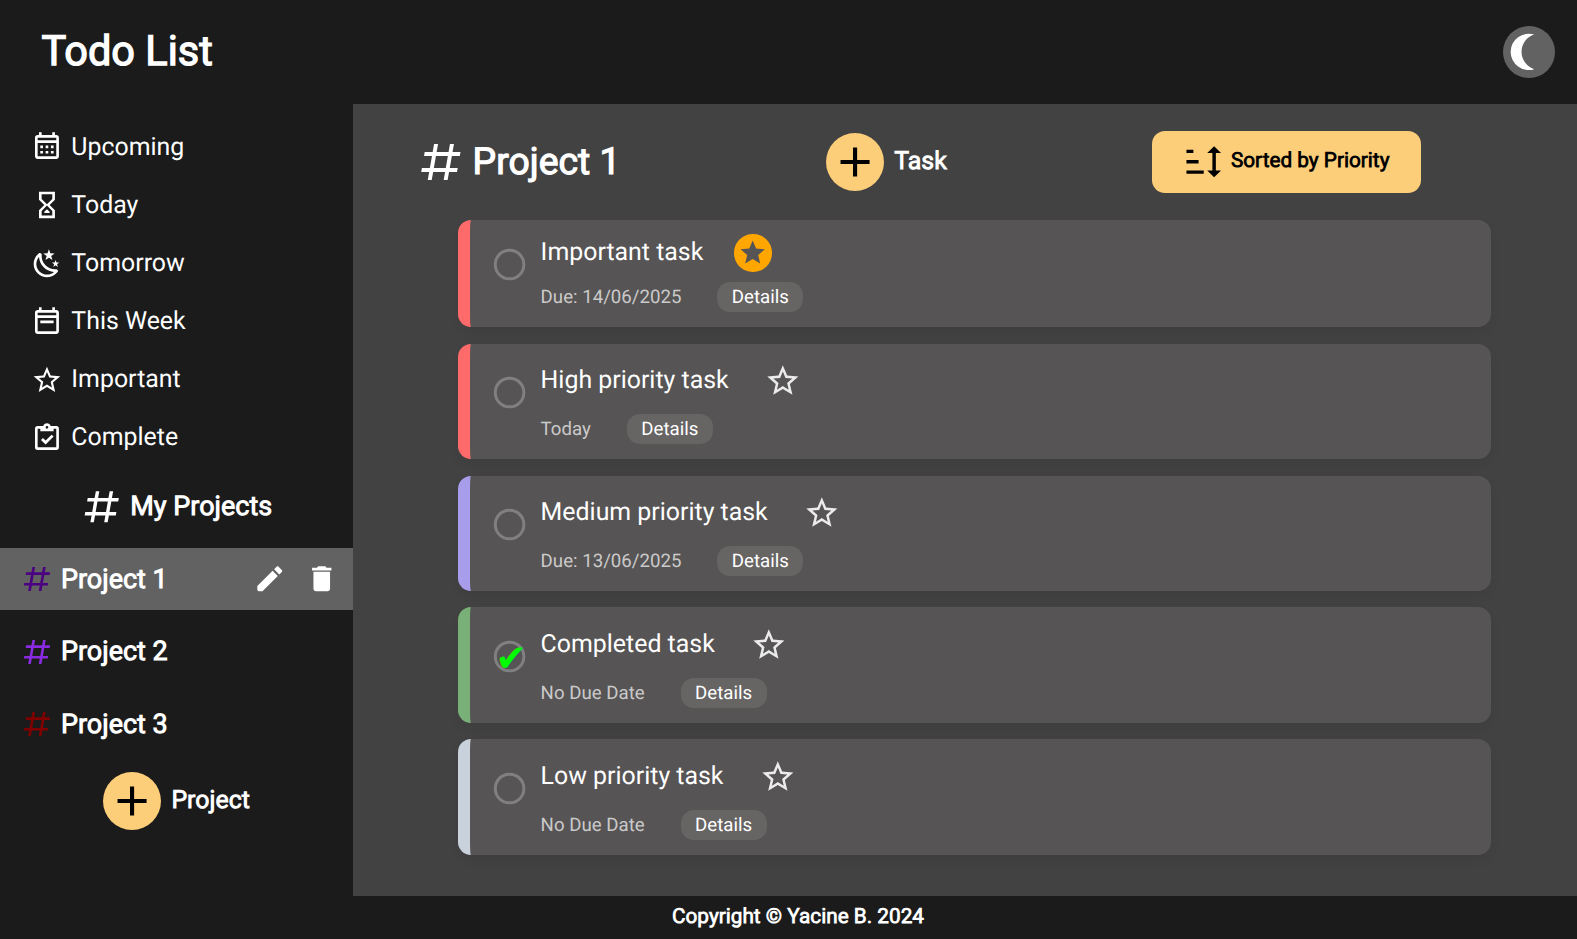 Todo List
Upcoming
Today
Tomorrow
This Week
Important
Complete
# My Projects
# Project 1
# Project 2
# Project 3
Project
# Project 1
Task
Sorted by Priority
Important task
Due: 14/06/2025 Details
High priority task
Today Details
Medium priority task
Due: 13/06/2025 Details
Completed task
No Due Date Details
Low priority task
No Due Date Details
Copyright © Yacine B. 2024